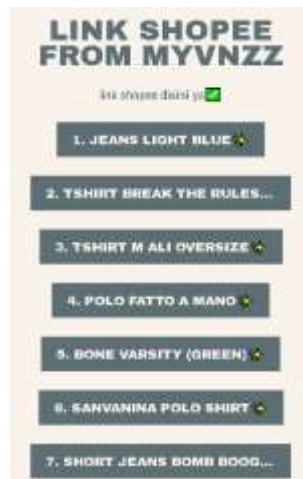 LINK SHOPEE
FROM MYVNZZ
link shopee disini ya✅
1. JEANS LIGHT BLUE
2. TSHIRT BREAK THE RULES...
3. TSHIRT M ALI OVERSIZE
4. POLO FATTO A MANO
5. BONE VARSITY (GREEN)
6. SANVANINA POLO SHIRT
7. SHORT JEANS BOMB BOOG...